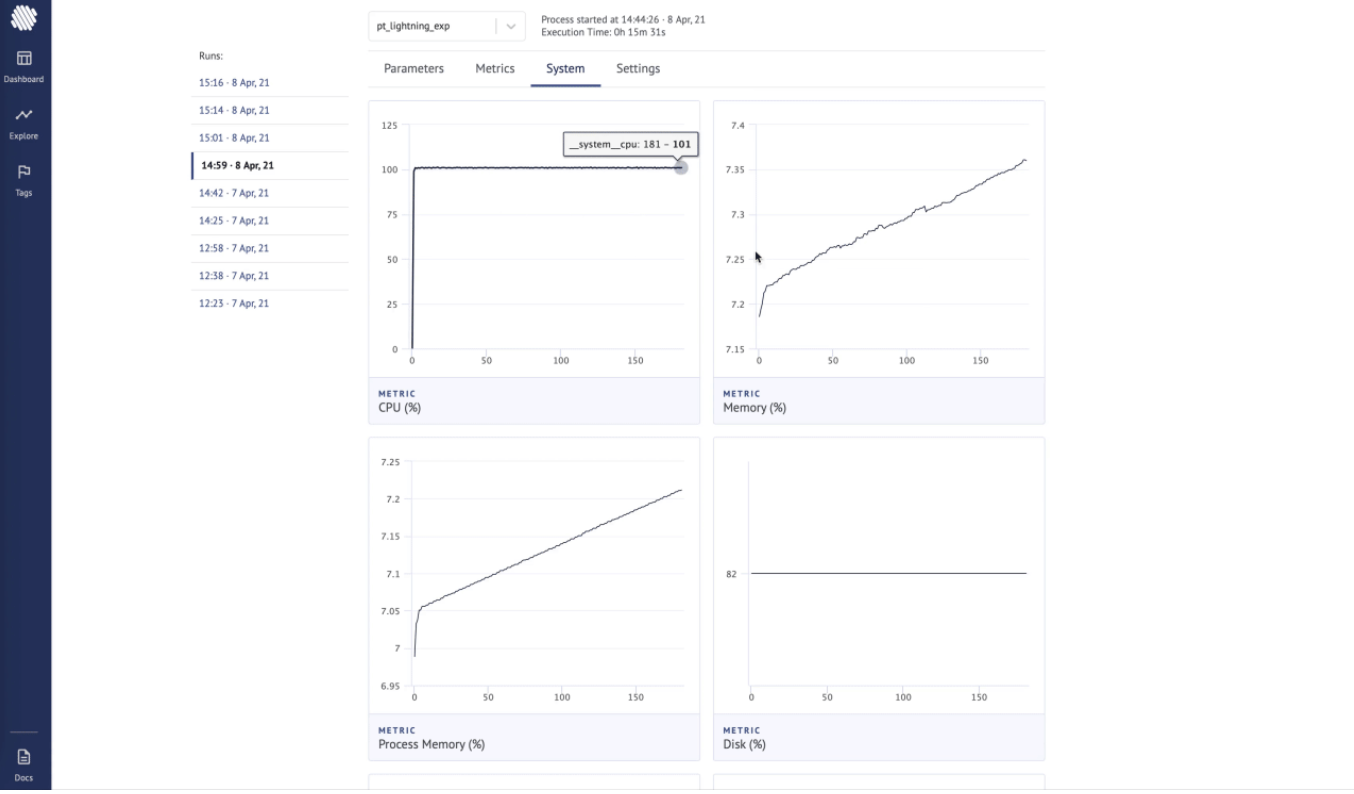 pt_lightning_exp
Process started at 14:44:26 · 8 Apr, 21
Execution Time: 0h 15m 31s
Dashboard
Explore
Tags
Docs
Runs:
15:16 · 8 Apr, 21
15:14 · 8 Apr, 21
15:01 · 8 Apr, 21
14:59 · 8 Apr, 21
14:42 · 7 Apr, 21
14:25 · 7 Apr, 21
12:58 · 7 Apr, 21
12:38 · 7 Apr, 21
12:23 · 7 Apr, 21
Parameters Metrics System Settings
125
100
75
50
25
0
0 50 100 150
__system__cpu: 181 – 101
METRIC
CPU (%)
7.4
7.35
7.3
7.25
7.2
7.15
0 50 100 150
METRIC
Memory (%)
7.25
7.2
7.15
7.1
7.05
7
6.95
0 50 100 150
METRIC
Process Memory (%)
82
0 50 100 150
METRIC
Disk (%)